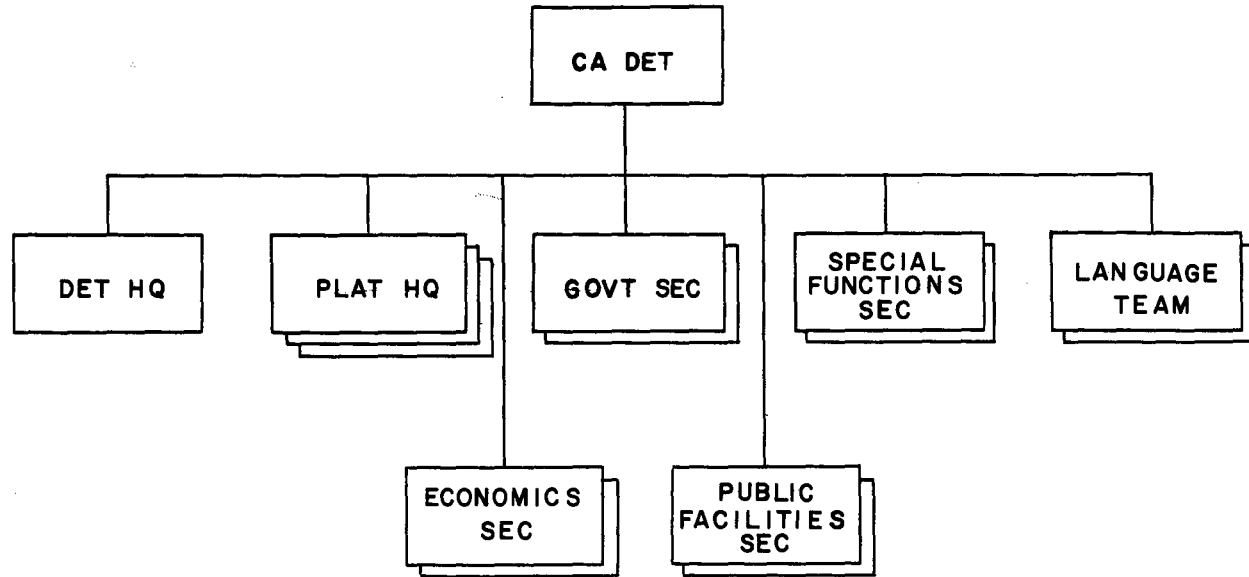 CA DET
DET HQ
PLAT HQ
GOVT SEC
SPECIAL
FUNCTIONS
SEC
LANGUAGE
TEAM
ECONOMICS
SEC
PUBLIC
FACILITIES
SEC